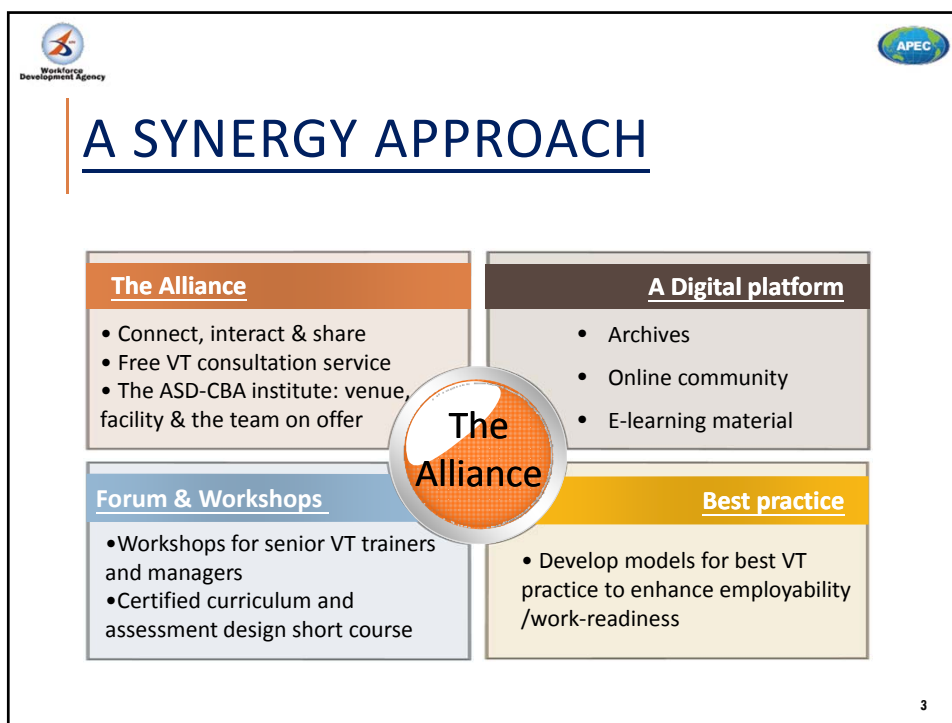 Workforce
Development Agency
APEC
A SYNERGY APPROACH
The Alliance
• Connect, interact & share
• Free VT consultation service
• The ASD-CBA institute: venue,
facility & the team on offer
A Digital platform
• Archives
• Online community
• E-learning material
The
Alliance
Forum & Workshops
•Workshops for senior VT trainers
and managers
•Certified curriculum and
assessment design short course
Best practice
• Develop models for best VT
practice to enhance employability
/work-readiness
3